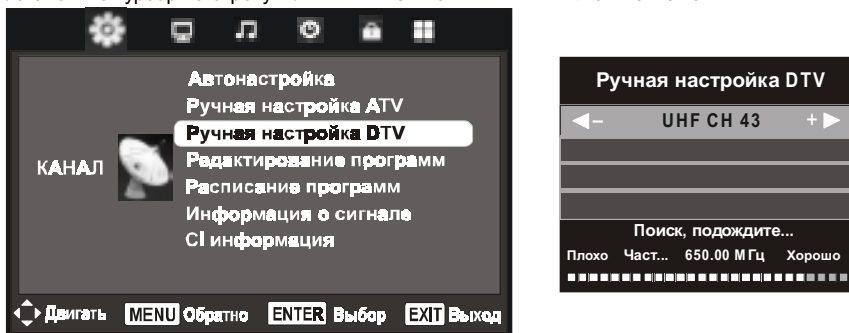 Автонастройка
Ручная настройка ATV
Ручная настройка DTV
КАНАЛ
Редактирование программ
Расписание программ
Информация о сигнале
CI информация
Двигать MENU Обратно ENTER Выбор EXIT Выход
Ручная настройка DTV
– UHF CH 43 +
Поиск, подождите...
Плохо Част... 650.00 МГц Хорошо